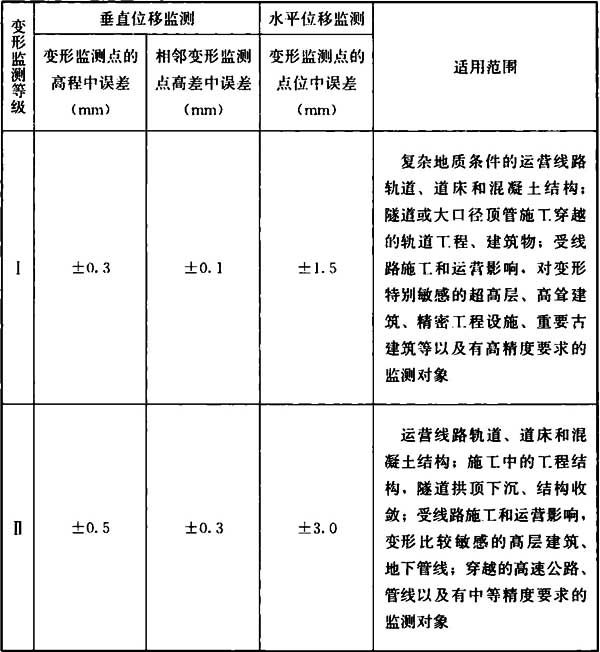 变形监测等级
垂直位移监测
水平位移监测
适用范围
变形监测点的
高程中误差
(mm)
相邻变形监测
点高差中误差
(mm)
变形监测点的
点位中误差
(mm)
Ⅰ
±0.3
±0.1
±1.5
复杂地质条件的运营线路
轨道、道床和混凝土结构;
隧道或大口径顶管施工穿越
的轨道工程、建筑物;受线
路施工和运营影响,对变形
特别敏感的超高层、高耸建
筑、精密工程设施、重要古
建筑等以及有高精度要求的
监测对象
Ⅱ
±0.5
±0.3
±3.0
运营线路轨道、道床和混
凝土结构;施工中的工程结
构,隧道拱顶下沉、结构收
敛;受线路施工和运营影响,
变形比较敏感的高层建筑、
地下管线;穿越的高速公路、
管线以及有中等精度要求的
监测对象